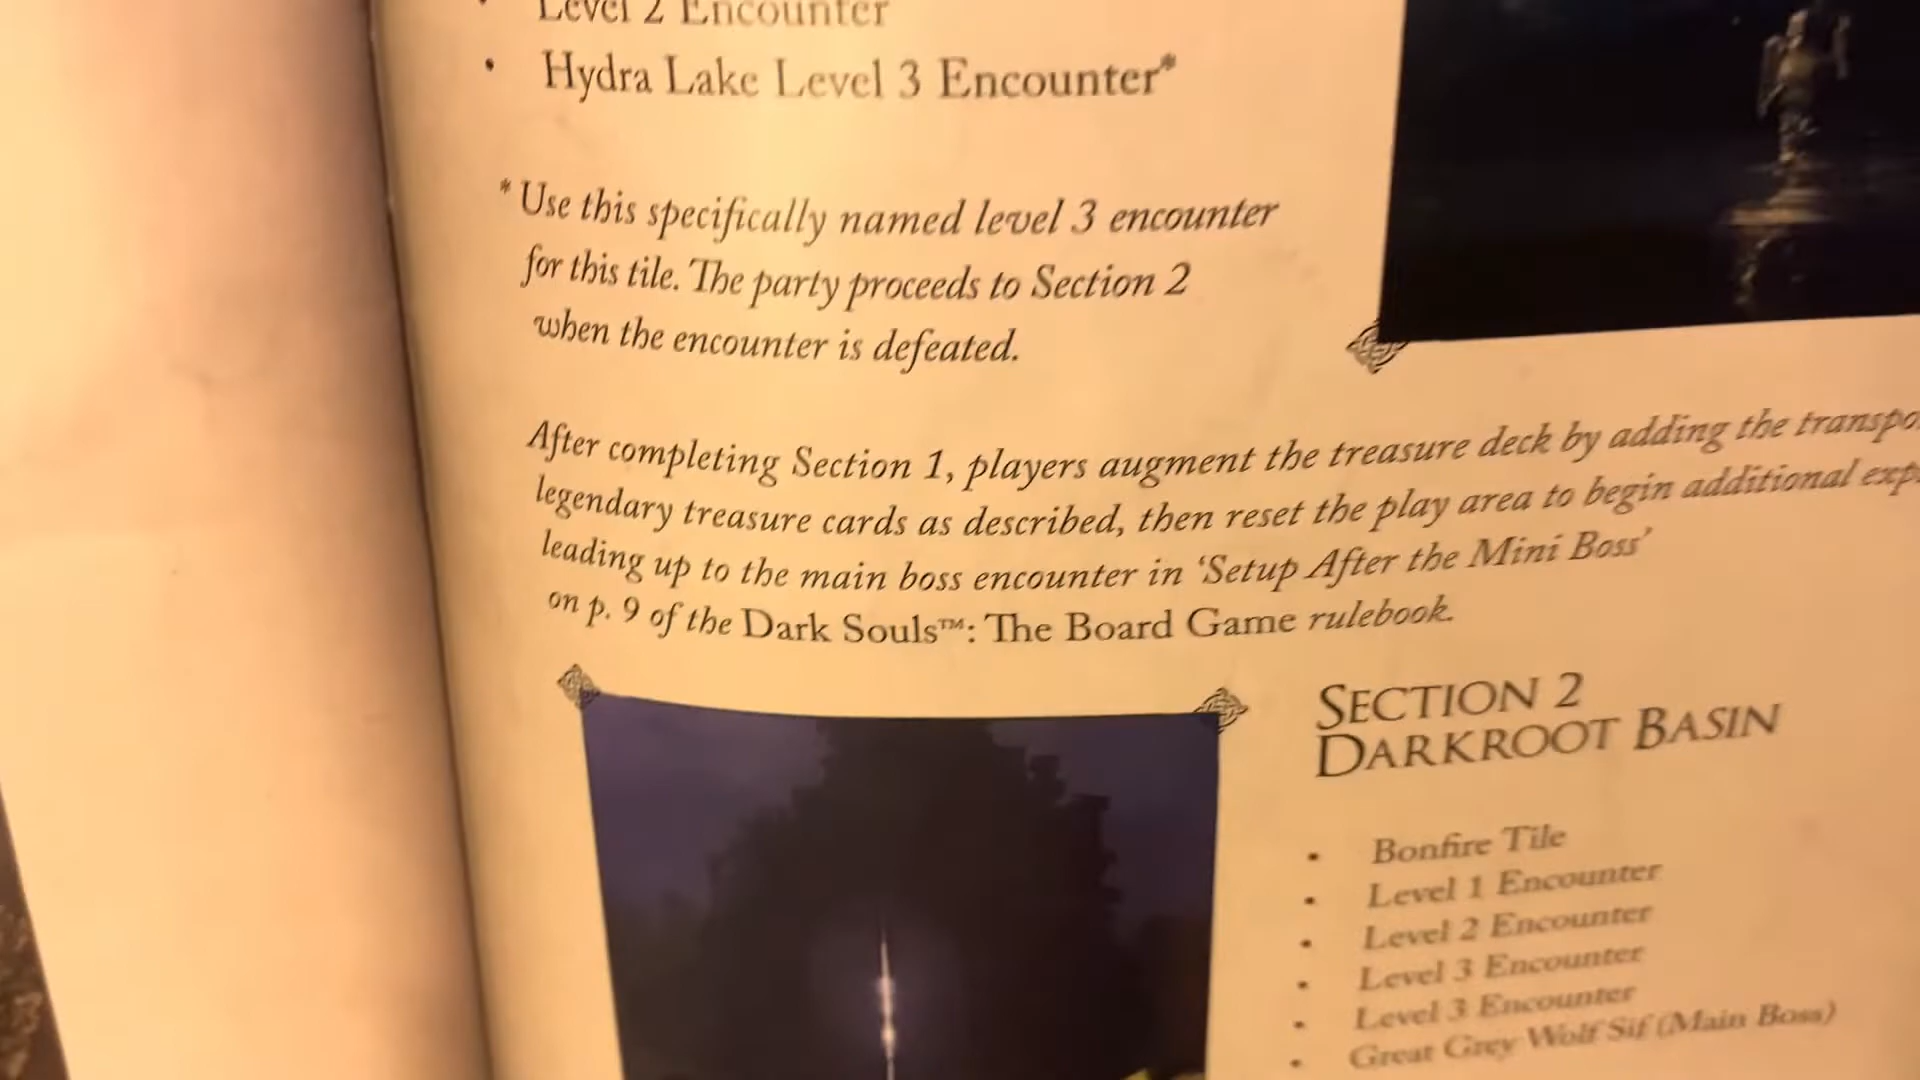 Level 2 Encounter
• Hydra Lake Level 3 Encounter*
* Use this specifically named level 3 encounter
for this tile. The party proceeds to Section 2
when the encounter is defeated.
After completing Section 1, players augment the treasure deck by adding the
legendary treasure cards as described, then reset the play area to begin additional
leading up to the main boss encounter in ‘Setup After the Mini Boss’
on p. 9 of the Dark Souls™: The Board Game rulebook.
SECTION 2
DARKROOT BASIN
• Bonfire Tile
• Level 1 Encounter
• Level 2 Encounter
• Level 3 Encounter
• Level 3 Encounter
• Great Grey Wolf Sif (Main Boss)